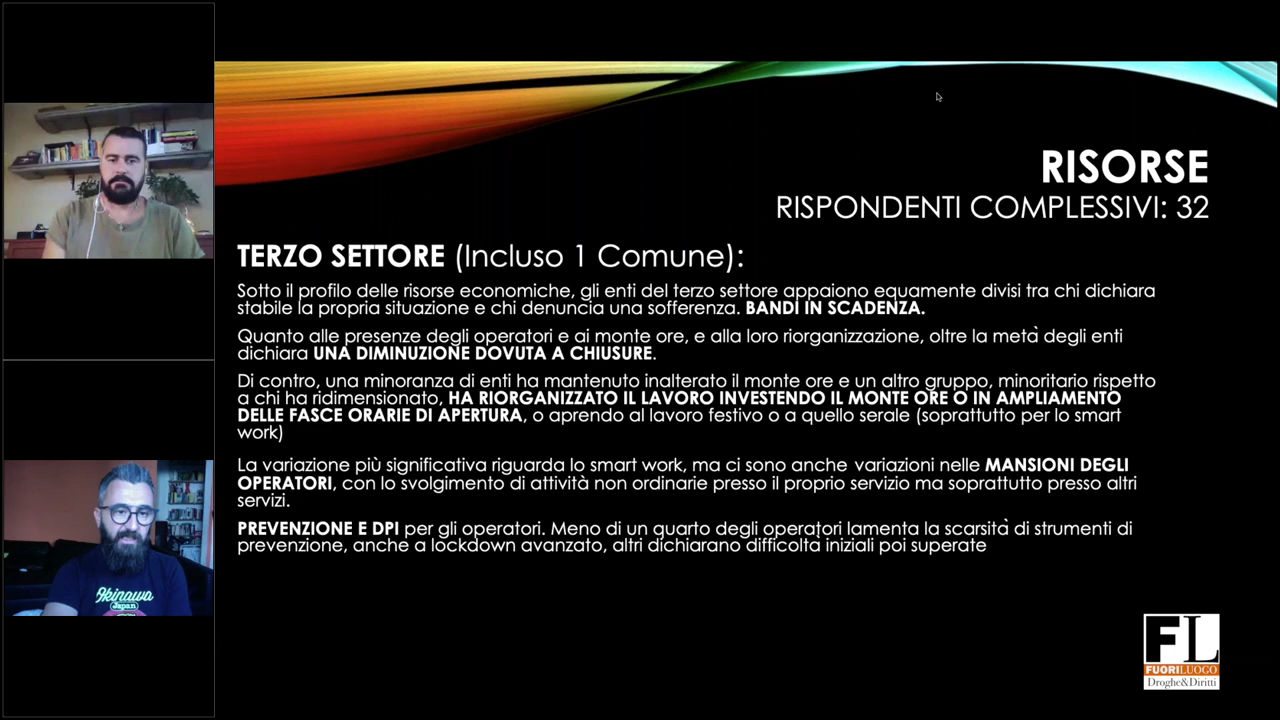 RISORSE
RISPONDENTI COMPLESSIVI: 32
TERZO SETTORE (Incluso 1 Comune):
Sotto il profilo delle risorse economiche, gli enti del terzo settore appaiono equamente divisi tra chi dichiara
stabile la propria situazione e chi denuncia una sofferenza. BANDI IN SCADENZA.
Quanto alle presenze degli operatori e ai monte ore, e alla loro riorganizzazione, oltre la metà degli enti
dichiara UNA DIMINUZIONE DOVUTA A CHIUSURE.
Di contro, una minoranza di enti ha mantenuto inalterato il monte ore e un altro gruppo, minoritario rispetto
a chi ha ridimensionato, HA RIORGANIZZATO IL LAVORO INVESTENDO IL MONTE ORE O IN AMPLIAMENTO
DELLE FASCE ORARIE DI APERTURA, o aprendo al lavoro festivo o a quello serale (soprattutto per lo smart
work)
La variazione più significativa riguarda lo smart work, ma ci sono anche variazioni nelle MANSIONI DEGLI
OPERATORI, con lo svolgimento di attività non ordinarie presso il proprio servizio ma soprattutto presso altri
servizi.
PREVENZIONE E DPI per gli operatori. Meno di un quarto degli operatori lamenta la scarsità di strumenti di
prevenzione, anche a lockdown avanzato, altri dichiarano difficoltà iniziali poi superate
Okinawa
Japan
FL
FUORILUOGO
Droghe&Diritti